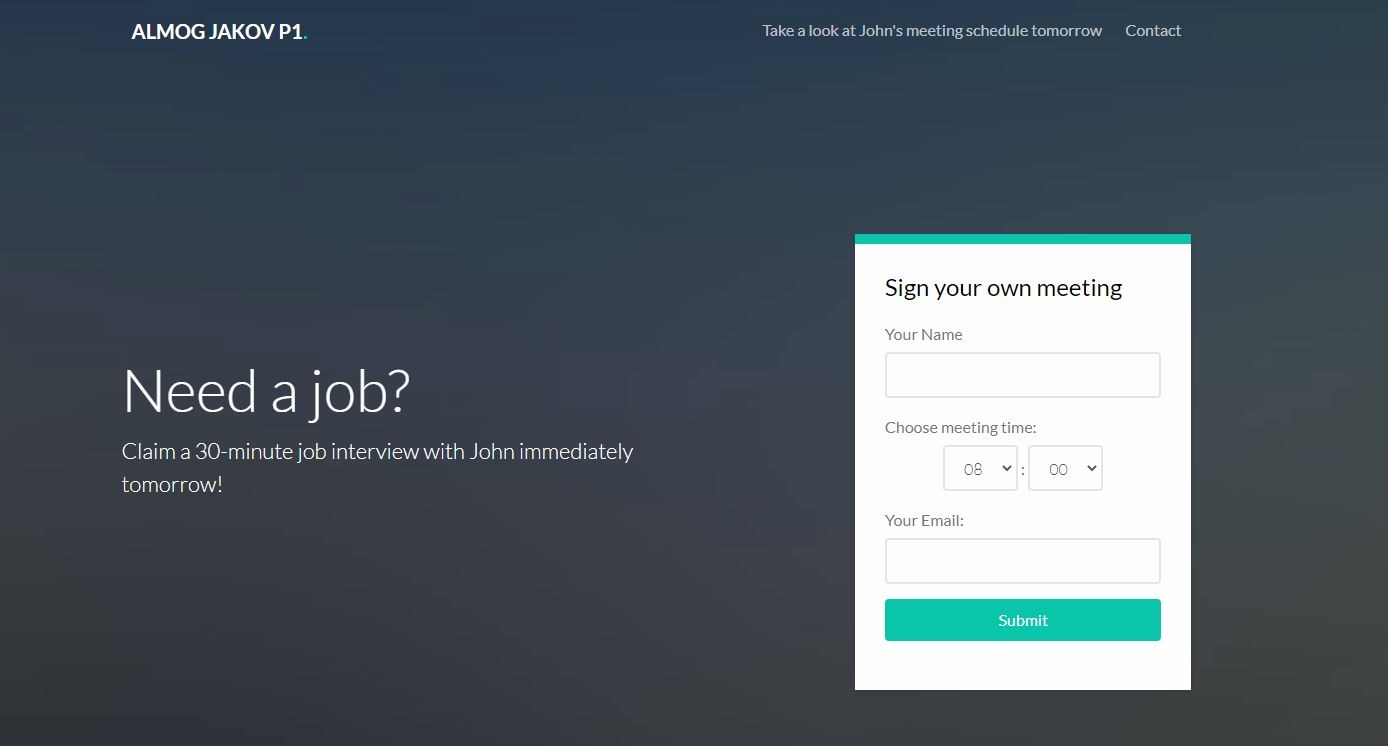 ALMOG JAKOV P1.
Take a look at John's meeting schedule tomorrow
Contact
Need a job?
Claim a 30-minute job interview with John immediately
tomorrow!
Sign your own meeting
Your Name
Choose meeting time:
08 : 00
Your Email:
Submit